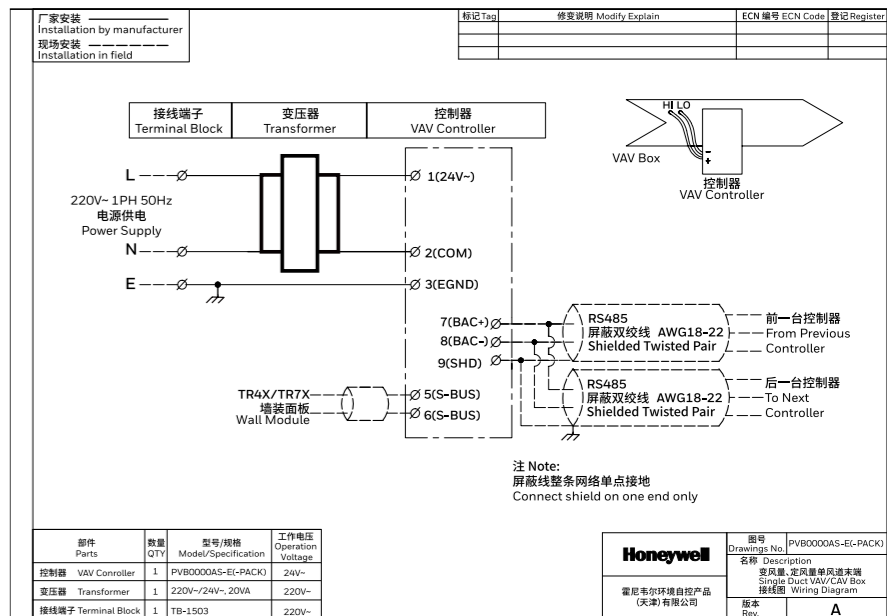 厂家安装
Installation by manufacturer
现场安装
Installation in field
标记Tag 修变说明 Modify Explain ECN 编号 ECN Code 登记Register
接线端子 变压器 控制器
Terminal Block Transformer VAV Controller
HI LO
-
+
VAV Box
控制器
VAV Controller
L
1(24V~)
220V~ 1PH 50Hz
电源供电
Power Supply
N
2(COM)
E
3(EGND)
7(BAC+)
8(BAC-)
9(SHD)
RS485
屏蔽双绞线 AWG18-22
Shielded Twisted Pair
前一台控制器
From Previous
Controller
TR4X/TR7X
墙装面板
Wall Module
5(S-BUS)
6(S-BUS)
RS485
屏蔽双绞线 AWG18-22
Shielded Twisted Pair
后一台控制器
To Next
Controller
注 Note:
屏蔽线整条网络单点接地
Connect shield on one end only
部件 数量 型号/规格 工作电压
Parts QTY Model/Specification Operation Voltage
控制器 VAV Conroller 1 PVB0000AS-E(-PACK) 24V~
变压器 Transformer 1 220V~/24V~, 20VA 220V~
接线端子 Terminal Block 1 TB-1503 220V~
Honeywell
霍尼韦尔环境自控产品
(天津)有限公司
图号
Drawings No. PVB0000AS-E(-PACK)
名称 Description
变风量、定风量单风道末端
Single Duct VAV/CAV Box
接线图 Wiring Diagram
版本
Rev. A